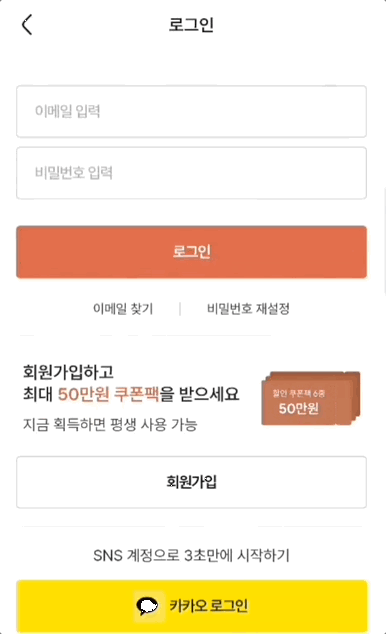 로그인
이메일 입력
비밀번호 입력
로그인
이메일 찾기
비밀번호 재설정
회원가입하고
최대 50만원 쿠폰팩을 받으세요
지금 획득하면 평생 사용 가능
할인 쿠폰팩 6종
50만원
회원가입
SNS 계정으로 3초만에 시작하기
카카오 로그인